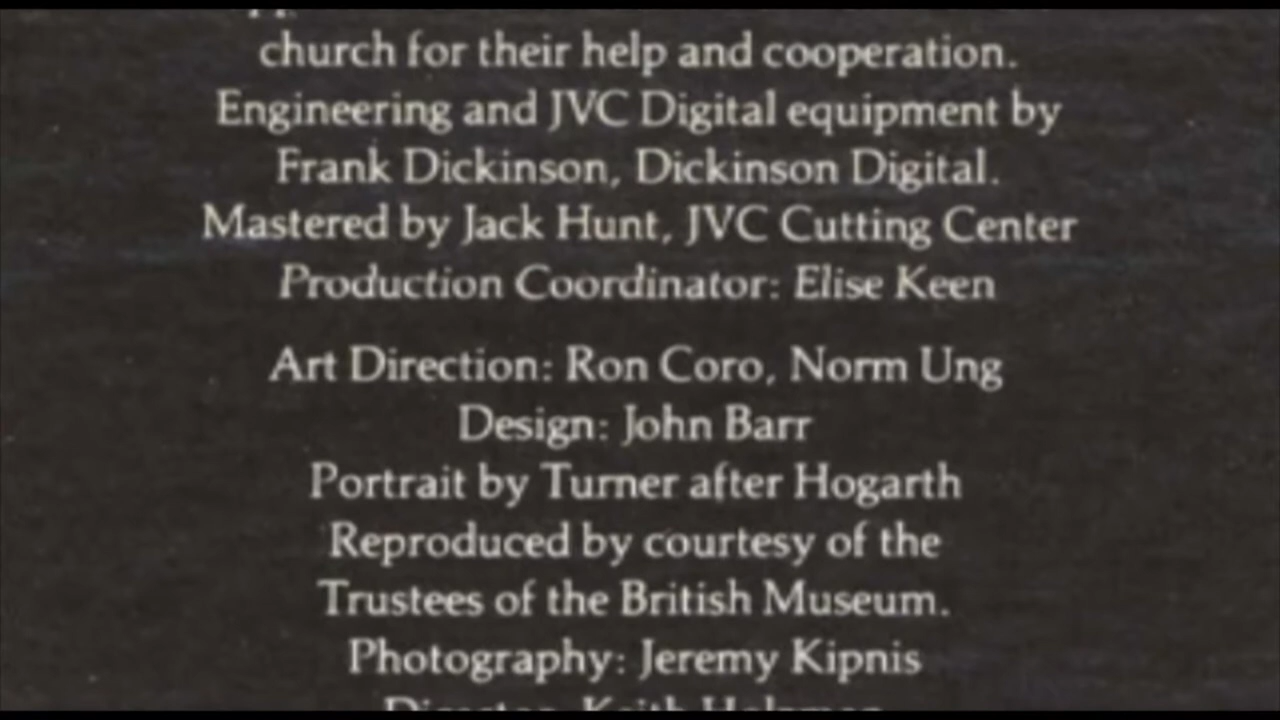 church for their help and cooperation.
Engineering and JVC Digital equipment by
Frank Dickinson, Dickinson Digital.
Mastered by Jack Hunt, JVC Cutting Center
Production Coordinator: Elise Keen
Art Direction: Ron Coro, Norm Ung
Design: John Barr
Portrait by Turner after Hogarth
Reproduced by courtesy of the
Trustees of the British Museum.
Photography: Jeremy Kipnis